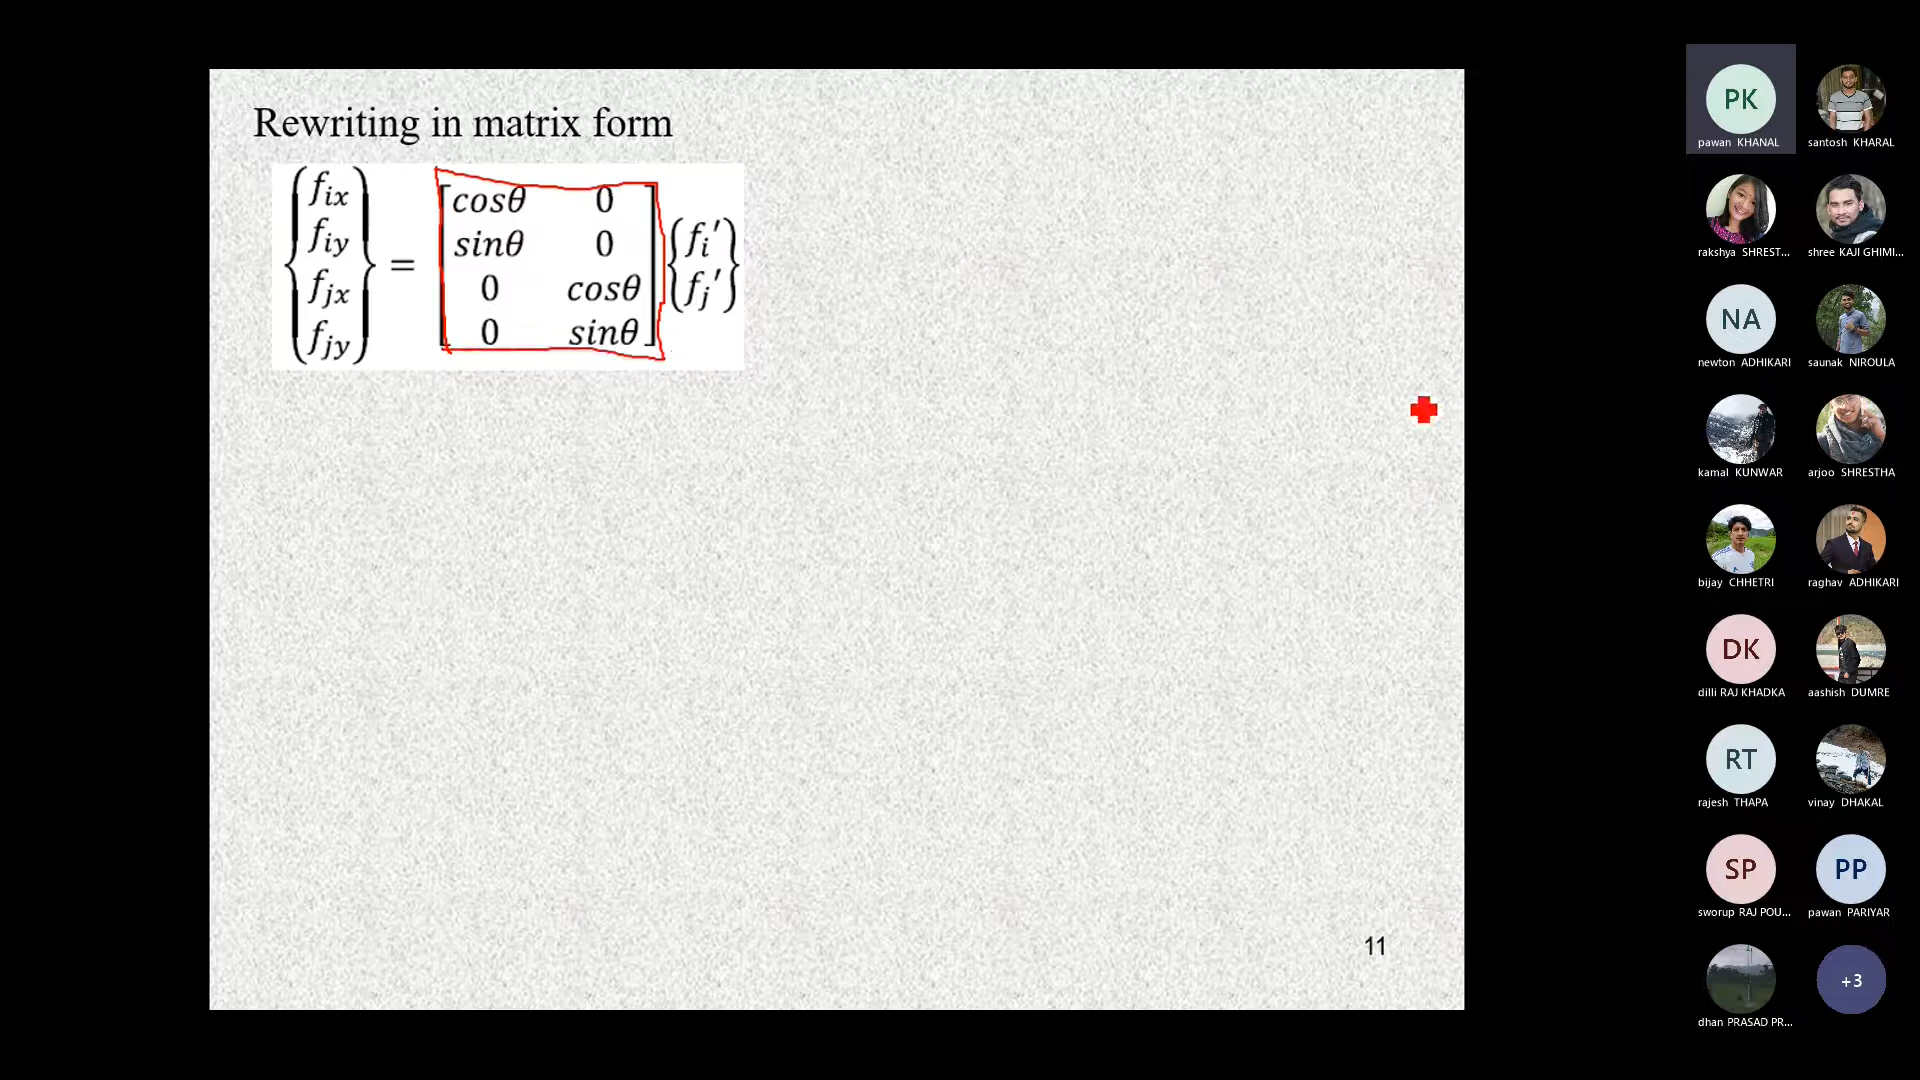 Rewriting in matrix form
{fix fiy fjx fjy} = [cosθ 0
sinθ 0
0 cosθ
0 sinθ] {fi′ fj′}
11
PK
pawan KHANAL
santosh KHARAL
rakshya SHREST...
shree KAJI GHIMI...
NA
newton ADHIKARI
saunak NIROULA
kamal KUNWAR
arjoo SHRESTHA
bijay CHHETRI
raghav ADHIKARI
DK
dilli RAJ KHADKA
aashish DUMRE
RT
rajesh THAPA
vinay DHAKAL
SP
PP
sworup RAJ POU...
pawan PARIYAR
+3
dhan PRASAD PR...